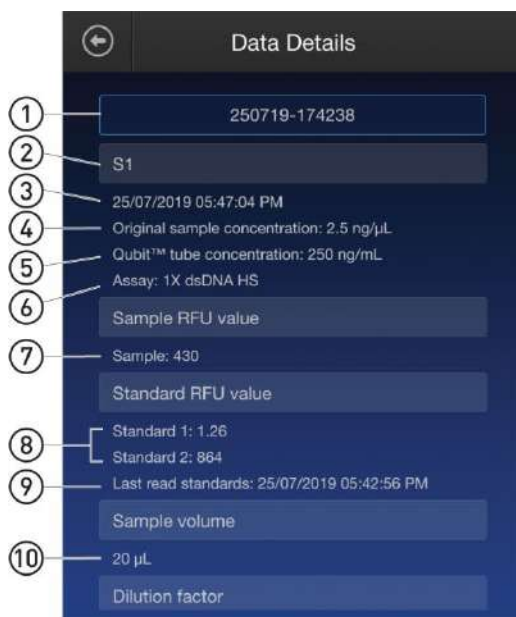 Data Details
1 250719-174238
2 S1
3 25/07/2019 05:47:04 PM
4 Original sample concentration: 2.5 ng/µL
5 Qubit™ tube concentration: 250 ng/mL
6 Assay: 1X dsDNA HS
Sample RFU value
7 Sample: 430
Standard RFU value
8 Standard 1: 1.26
Standard 2: 864
9 Last read standards: 25/07/2019 05:42:56 PM
Sample volume
10 20 µL
Dilution factor